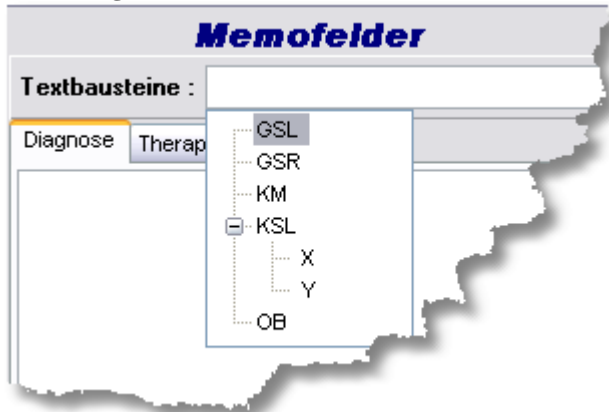 Memofelder
Textbausteine :
Diagnose Therap
GSL
GSR
KM
KSL
X
Y
OB